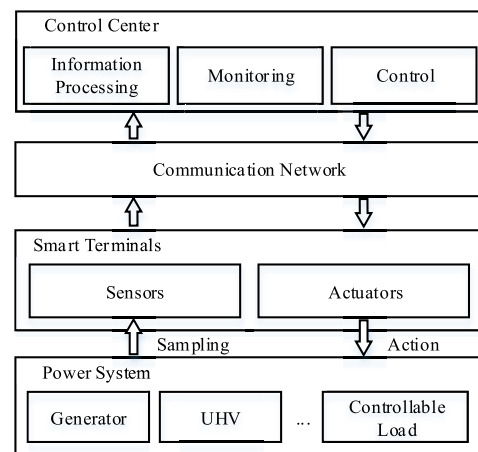 Control Center
Information
Processing
Monitoring
Control
Communication Network
Smart Terminals
Sensors
Actuators
Sampling
Action
Power System
Generator
UHV
...
Controllable
Load